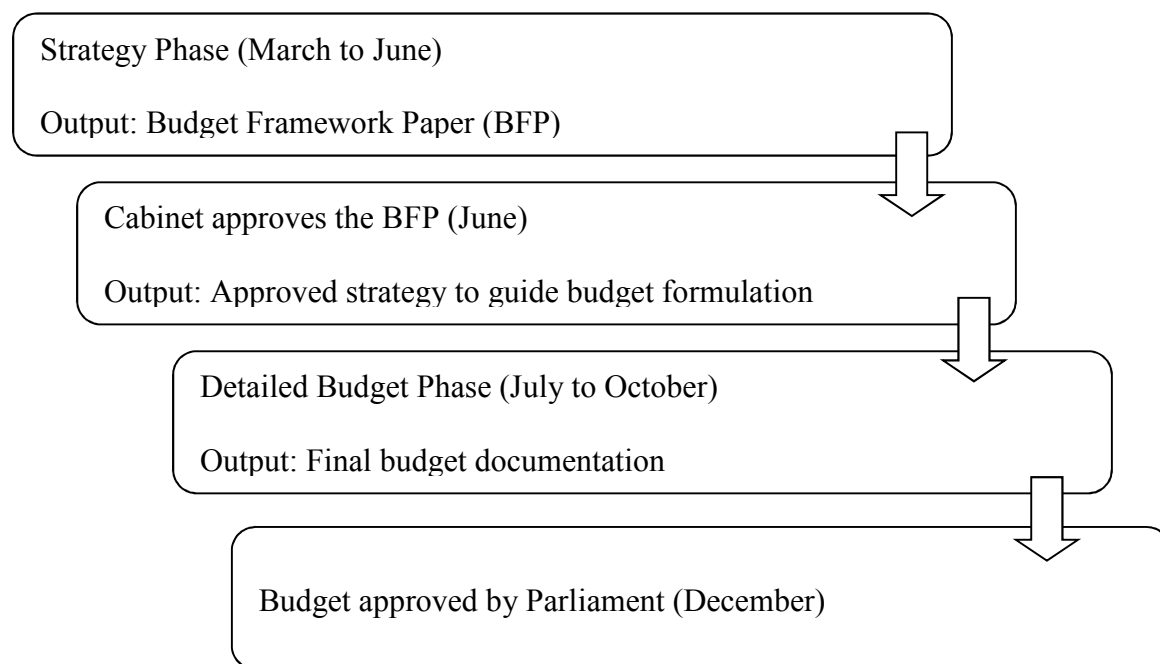 Strategy Phase (March to June)
Output: Budget Framework Paper (BFP)
Cabinet approves the BFP (June)
Output: Approved strategy to guide budget formulation
Detailed Budget Phase (July to October)
Output: Final budget documentation
Budget approved by Parliament (December)